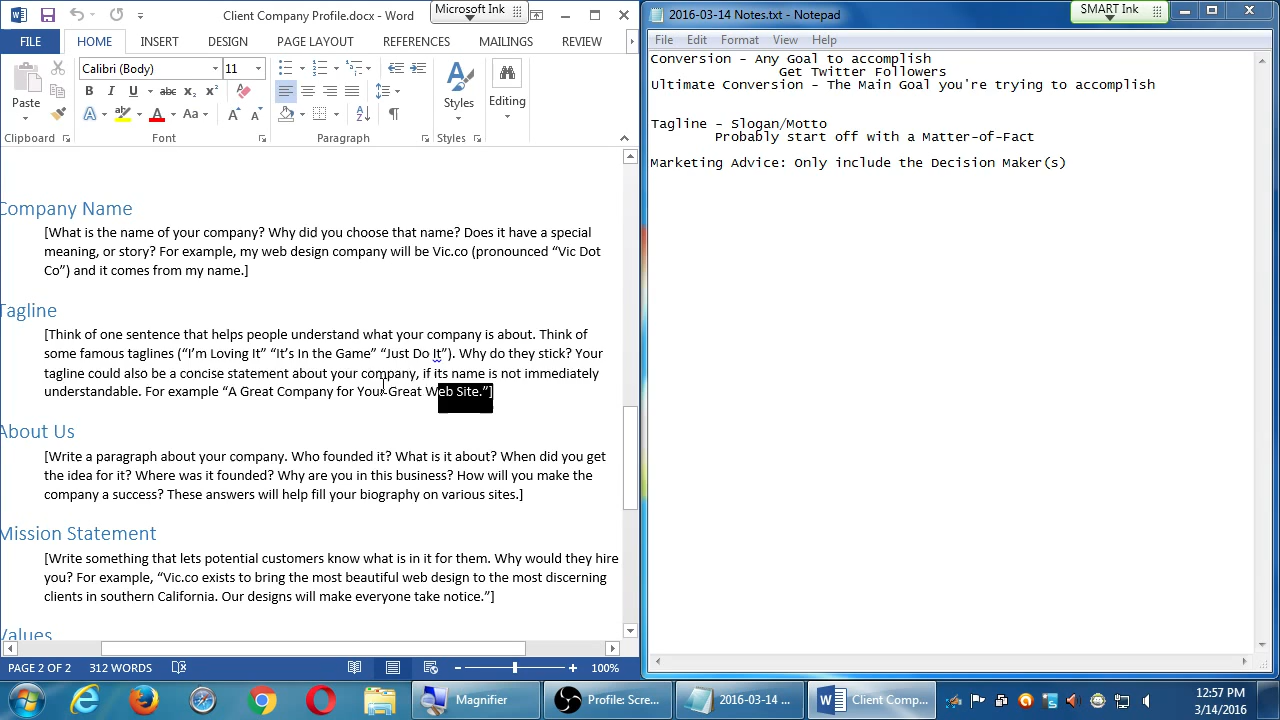 Client Company Profile.docx - Word
Microsoft Ink
FILE HOME INSERT DESIGN PAGE LAYOUT REFERENCES MAILINGS REVIEW
Calibri (Body) 11
Paste
Styles
Editing
Clipboard
Font
Paragraph
Styles
Company Name
[What is the name of your company? Why did you choose that name? Does it have a special
meaning, or story? For example, my web design company will be Vic.co (pronounced “Vic Dot
Co”) and it comes from my name.]
Tagline
[Think of one sentence that helps people understand what your company is about. Think of
some famous taglines (“I’m Loving It” “It’s In the Game” “Just Do It”). Why do they stick? Your
tagline could also be a concise statement about your company, if its name is not immediately
understandable. For example “A Great Company for Your Great Web Site.”]
About Us
[Write a paragraph about your company. Who founded it? What is it about? When did you get
the idea for it? Where was it founded? Why are you in this business? How will you make the
company a success? These answers will help fill your biography on various sites.]
Mission Statement
[Write something that lets potential customers know what is in it for them. Why would they hire
you? For example, “Vic.co exists to bring the most beautiful web design to the most discerning
clients in southern California. Our designs will make everyone take notice.”]
Values
PAGE 2 OF 2 312 WORDS 100%
2016-03-14 Notes.txt - Notepad
SMART Ink
File Edit Format View Help
Conversion - Any Goal to accomplish
Get Twitter Followers
Ultimate Conversion - The Main Goal you're trying to accomplish
Tagline - Slogan/Motto
Probably start off with a Matter-of-Fact
Marketing Advice: Only include the Decision Maker(s)
Magnifier
Profile: Scre...
2016-03-14 ...
Client Comp...
12:57 PM
3/14/2016